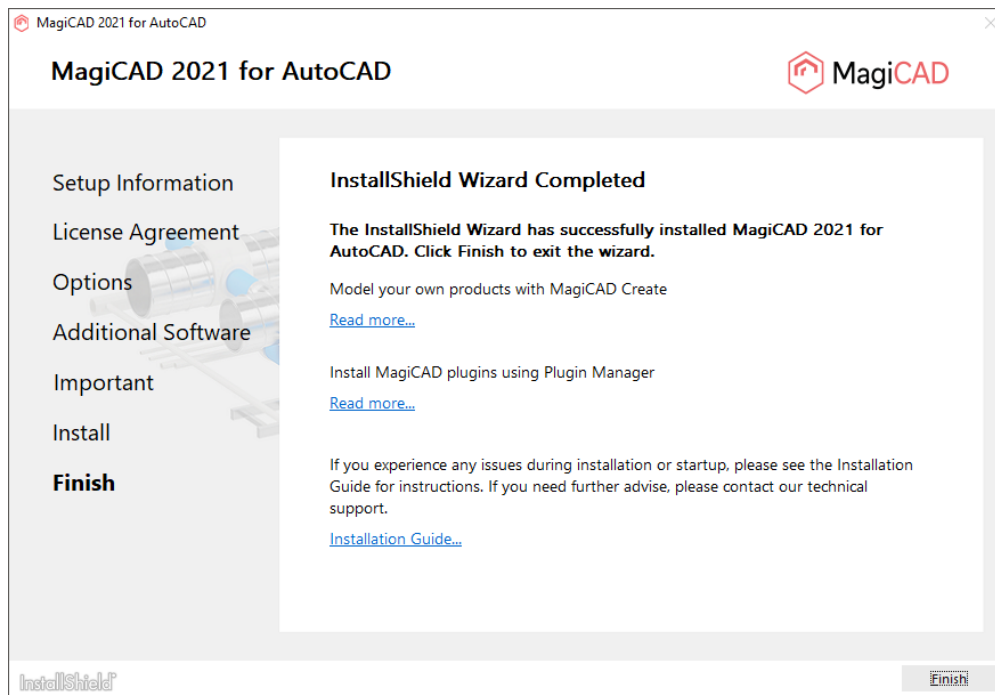 MagiCAD 2021 for AutoCAD
MagiCAD 2021 for AutoCAD
MagiCAD
Setup Information
License Agreement
Options
Additional Software
Important
Install
Finish
InstallShield Wizard Completed
The InstallShield Wizard has successfully installed MagiCAD 2021 for
AutoCAD. Click Finish to exit the wizard.
Model your own products with MagiCAD Create
Read more...
Install MagiCAD plugins using Plugin Manager
Read more...
If you experience any issues during installation or startup, please see the Installation
Guide for instructions. If you need further advise, please contact our technical
support.
Installation Guide...
InstallShield
Finish